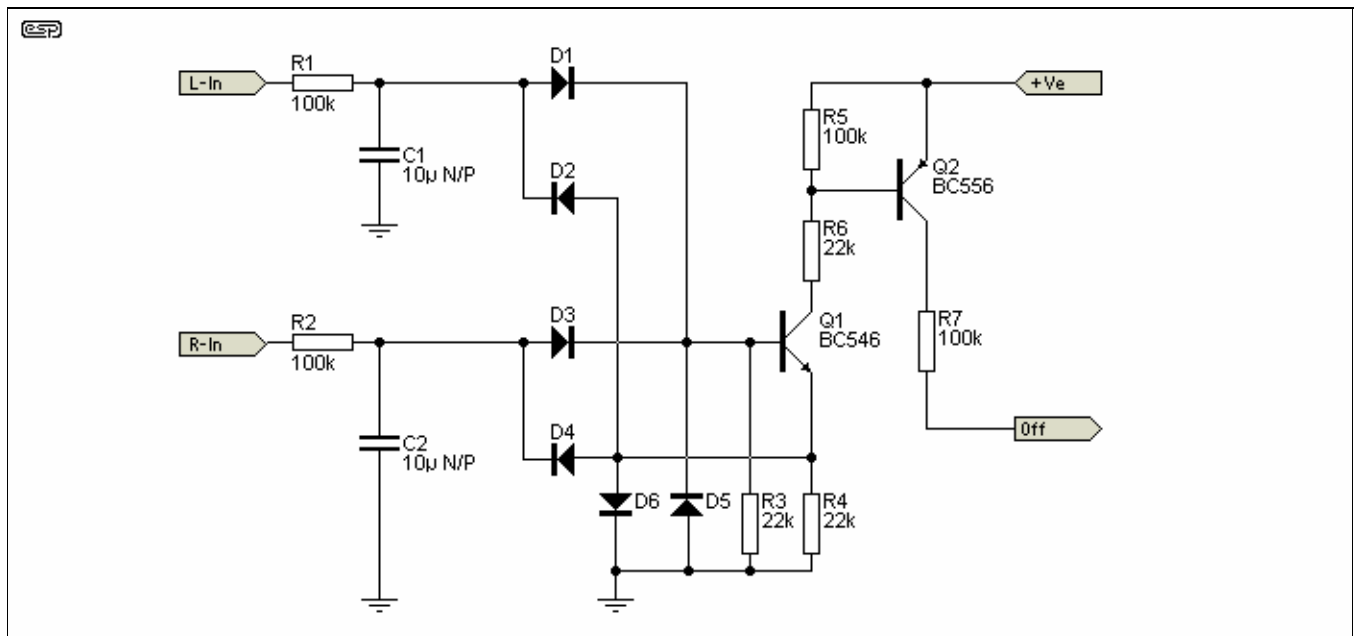 esp
D1
R1
L-In
+Ve
100k
R5
100k
C1
10µ N/P
D2
Q2
BC556
R6
22k
D3
R2
R-In
Q1
BC546
R7
100k
100k
D4
C2
10µ N/P
Off
D6
D5
R3
22k
R4
22k